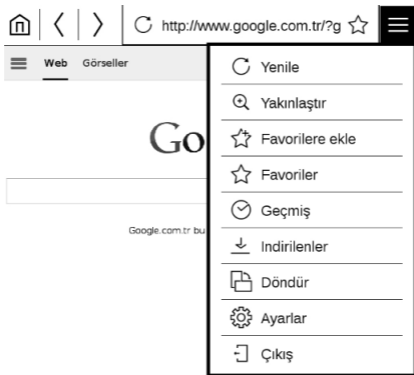 http://www.google.com.tr/?g
Web Görseller
Go
Google.com.tr bu
Yenile
Yakınlaştır
Favorilere ekle
Favoriler
Geçmiş
Indirilenler
Döndür
Ayarlar
Çıkış